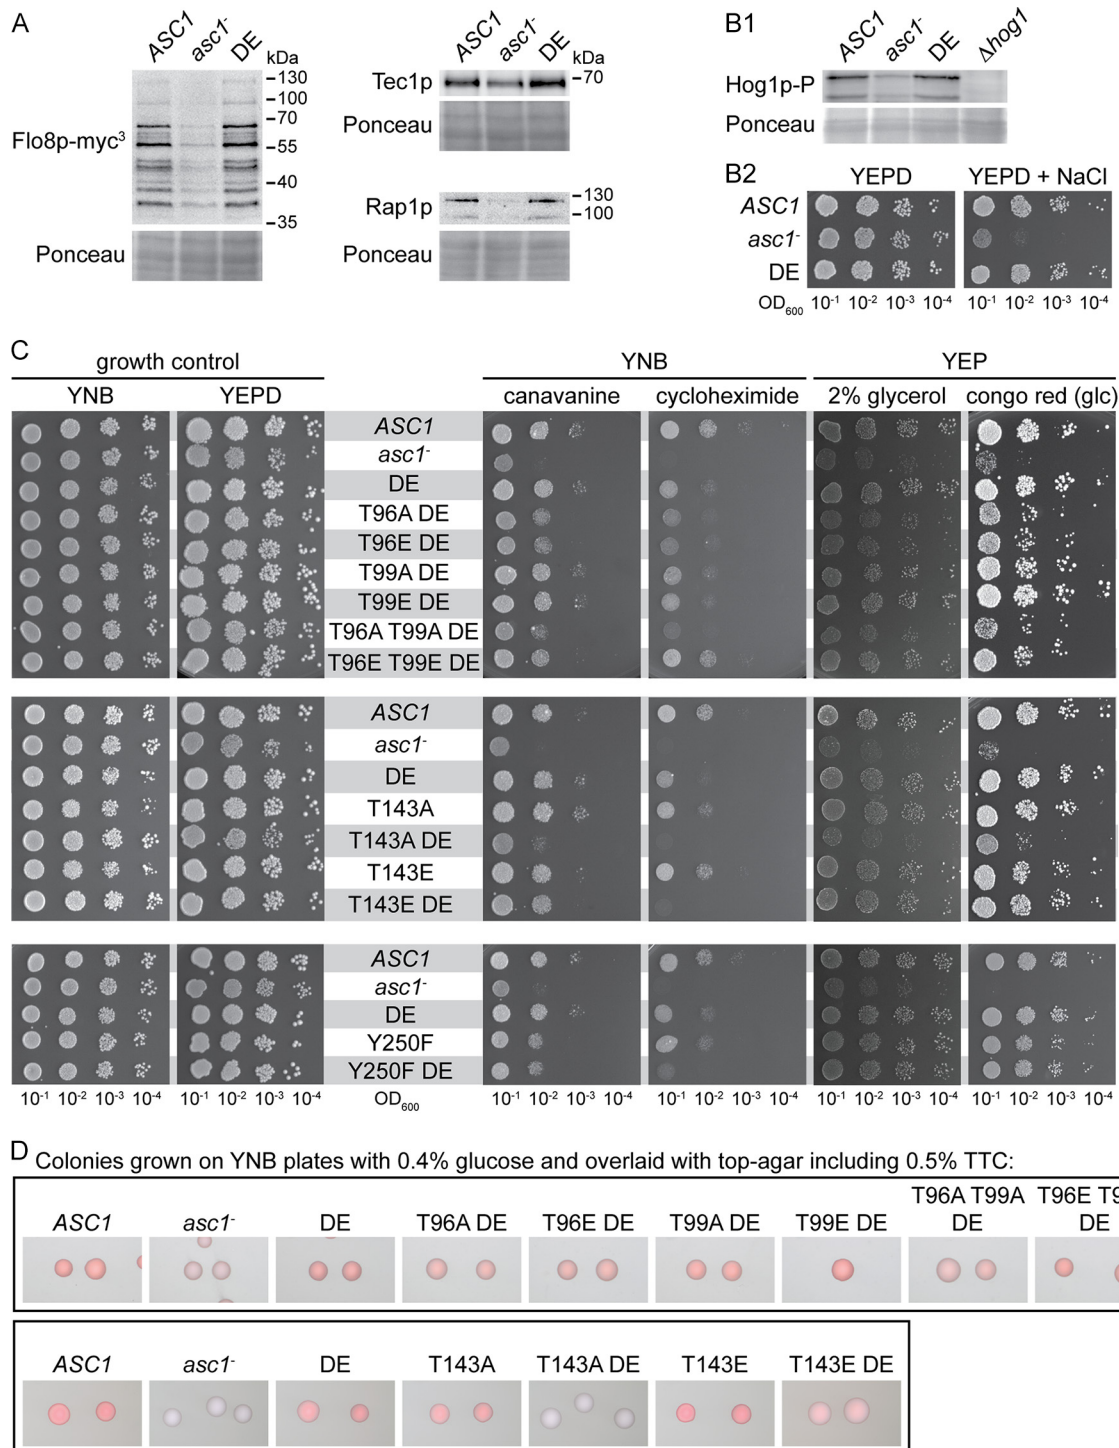 A
ASC1 asc1- DE
kDa
130
100
70
55
40
35
Flo8p-myc3
Ponceau
ASC1 asc1- DE
kDa
Tec1p 70
Ponceau
Rap1p 130
100
Ponceau
B1
ASC1 asc1- DE Δhog1
Hog1p-P
Ponceau
B2
YEPD YEPD + NaCl
ASC1
asc1-
DE
OD600 10-1 10-2 10-3 10-4 10-1 10-2 10-3 10-4
C
growth control YNB YEP
YNB YEPD canavanine cycloheximide 2% glycerol congo red (glc)
ASC1
asc1-
DE
T96A DE
T96E DE
T99A DE
T99E DE
T96A T99A DE
T96E T99E DE
ASC1
asc1-
DE
T143A
T143A DE
T143E
T143E DE
ASC1
asc1-
DE
Y250F
Y250F DE
10-1 10-2 10-3 10-4 10-1 10-2 10-3 10-4 OD600 10-1 10-2 10-3 10-4 10-1 10-2 10-3 10-4 10-1 10-2 10-3 10-4 10-1 10-2 10-3 10-4
D
Colonies grown on YNB plates with 0.4% glucose and overlaid with top-agar including 0.5% TTC:
T96A T99A T96E T9
ASC1 asc1- DE T96A DE T96E DE T99A DE T99E DE DE DE
ASC1 asc1- DE T143A T143A DE T143E T143E DE